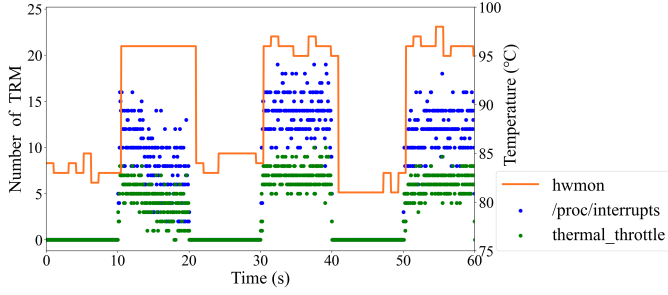 25
20
15
10
5
0
Number of TRM
100
95
90
85
80
75
Temperature (°C)
0 10 20 30 40 50 60
Time (s)
hwmon
/proc/interrupts
thermal_throttle